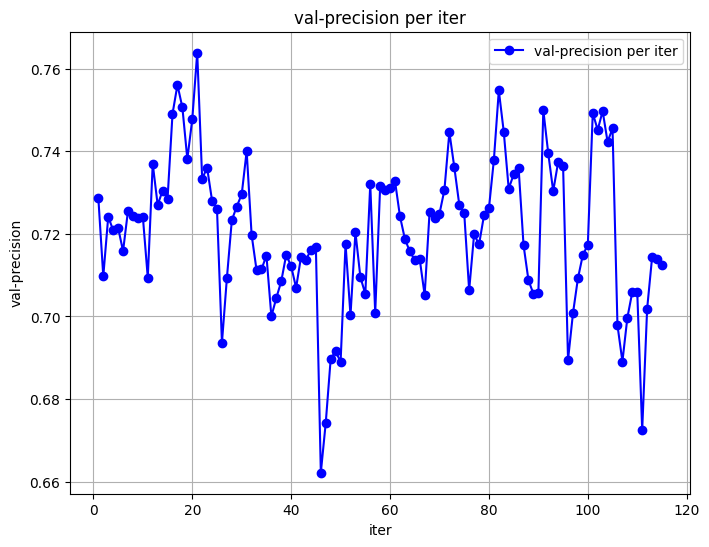 val-precision per iter
val-precision per iter
0.76
0.74
0.72
0.70
0.68
0.66
val-precision
0 20 40 60 80 100 120
iter